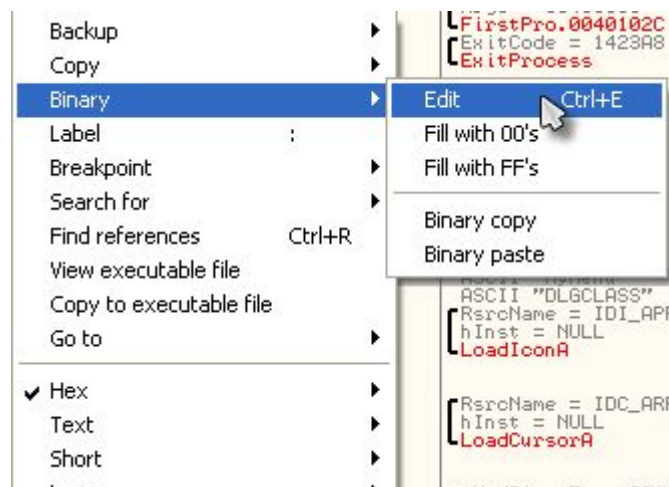 Backup
Copy
Binary
Label :
Breakpoint
Search for
Find references Ctrl+R
View executable file
Copy to executable file
Go to
Hex
Text
Short
Edit Ctrl+E
Fill with 00's
Fill with FF's
Binary copy
Binary paste
FirstPro.0040102C
ExitCode = 1423A8
ExitProcess
ASCII "DLGCLASS"
RsrcName = IDI_APP
hInst = NULL
LoadIconA
RsrcName = IDC_ARR
hInst = NULL
LoadCursorA